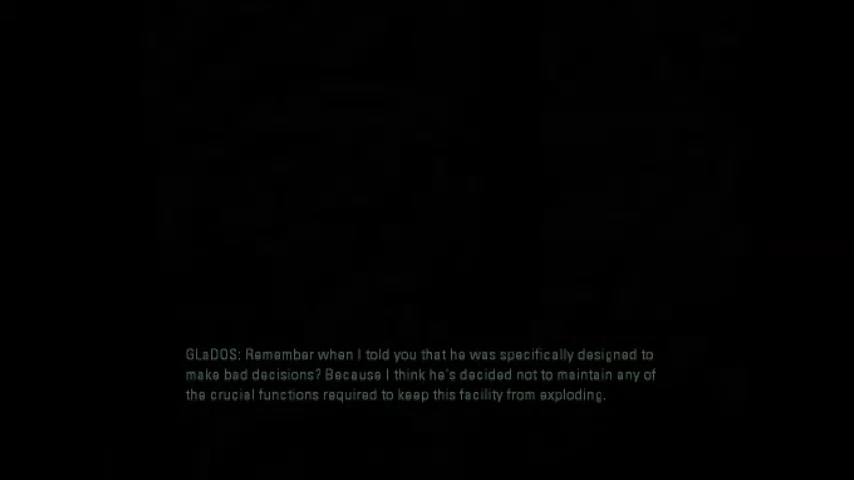 GLaDOS: Remember when I told you that he was specifically designed to
make bad decisions? Because I think he's decided not to maintain any of
the crucial functions required to keep this facility from exploding.